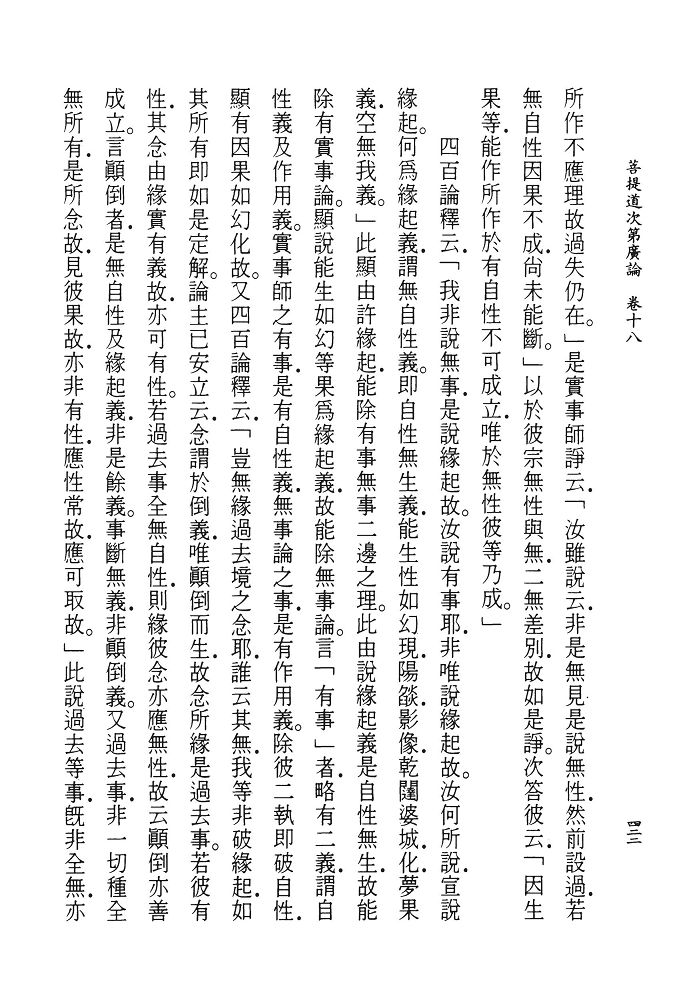 菩提道次第廣論　卷十八
四三三
所作不應理故過失仍在。」是實事師諍云．「汝雖說云．非是無見是說無性．然前設過．若
無自性因果不成．尚未能斷。」以於彼宗無性與無．二無差別．故如是諍。次答彼云．「因生
果等．能作所作於有自性不可成立．唯於無性彼等乃成。」
四百論釋云．「我非說無事．是說緣起故。汝說有事耶．非唯說緣起故。汝何所說．宣說
緣起。何爲緣起義．謂無自性義。即自性無生義．能生性如幻現．陽燄．影像．乾闥婆城．化．夢果
義．空無我義。」此顯由許緣起．能除有事無事二邊之理。此由說緣起義是自性無生．故能
除有實事論。顯說能生如幻等果爲緣起義．故能除無事論。言「有事」者．略有二義．謂自
性義及作用義。實事師之有事．是有自性義．無事論之事．是有作用義。除彼二執即破自性．
顯有因果如幻化故。又四百論釋云．「豈無緣過去境之念耶．誰云其無．我等非破緣起．如
其所有即如是定解。論主已安立云．念謂於倒義．唯顛倒而生．故念所緣是過去事。若彼有
性．其念由緣實有義故．亦可有性。若過去事全無自性．則緣彼念亦應無性．故云顛倒亦善
成立。言顛倒者．是無自性及緣起義．非是餘義。事斷無義．非顛倒義。又過去事．非一切種全
無所有．是所念故．見彼果故．亦非有性．應性常故．應可取故。」此說過去等事．旣非全無．亦